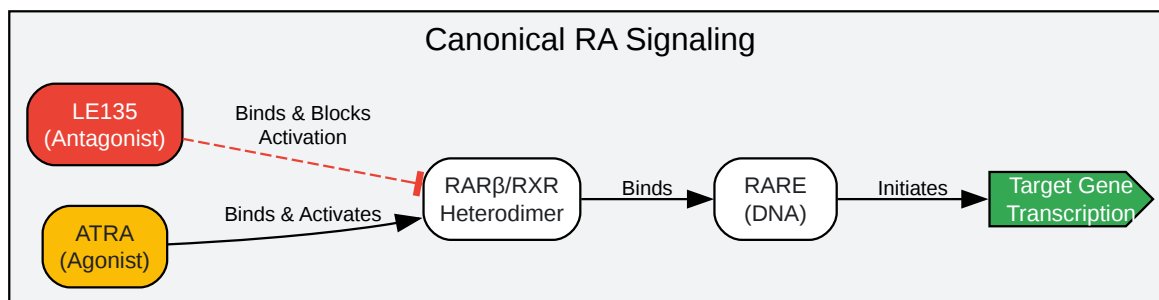 Canonical RA Signaling
LE135
(Antagonist)
Binds & Blocks
Activation
ATRA
(Agonist)
Binds & Activates
RARβ/RXR
Heterodimer
Binds
RARE
(DNA)
Initiates
Target Gene
Transcription